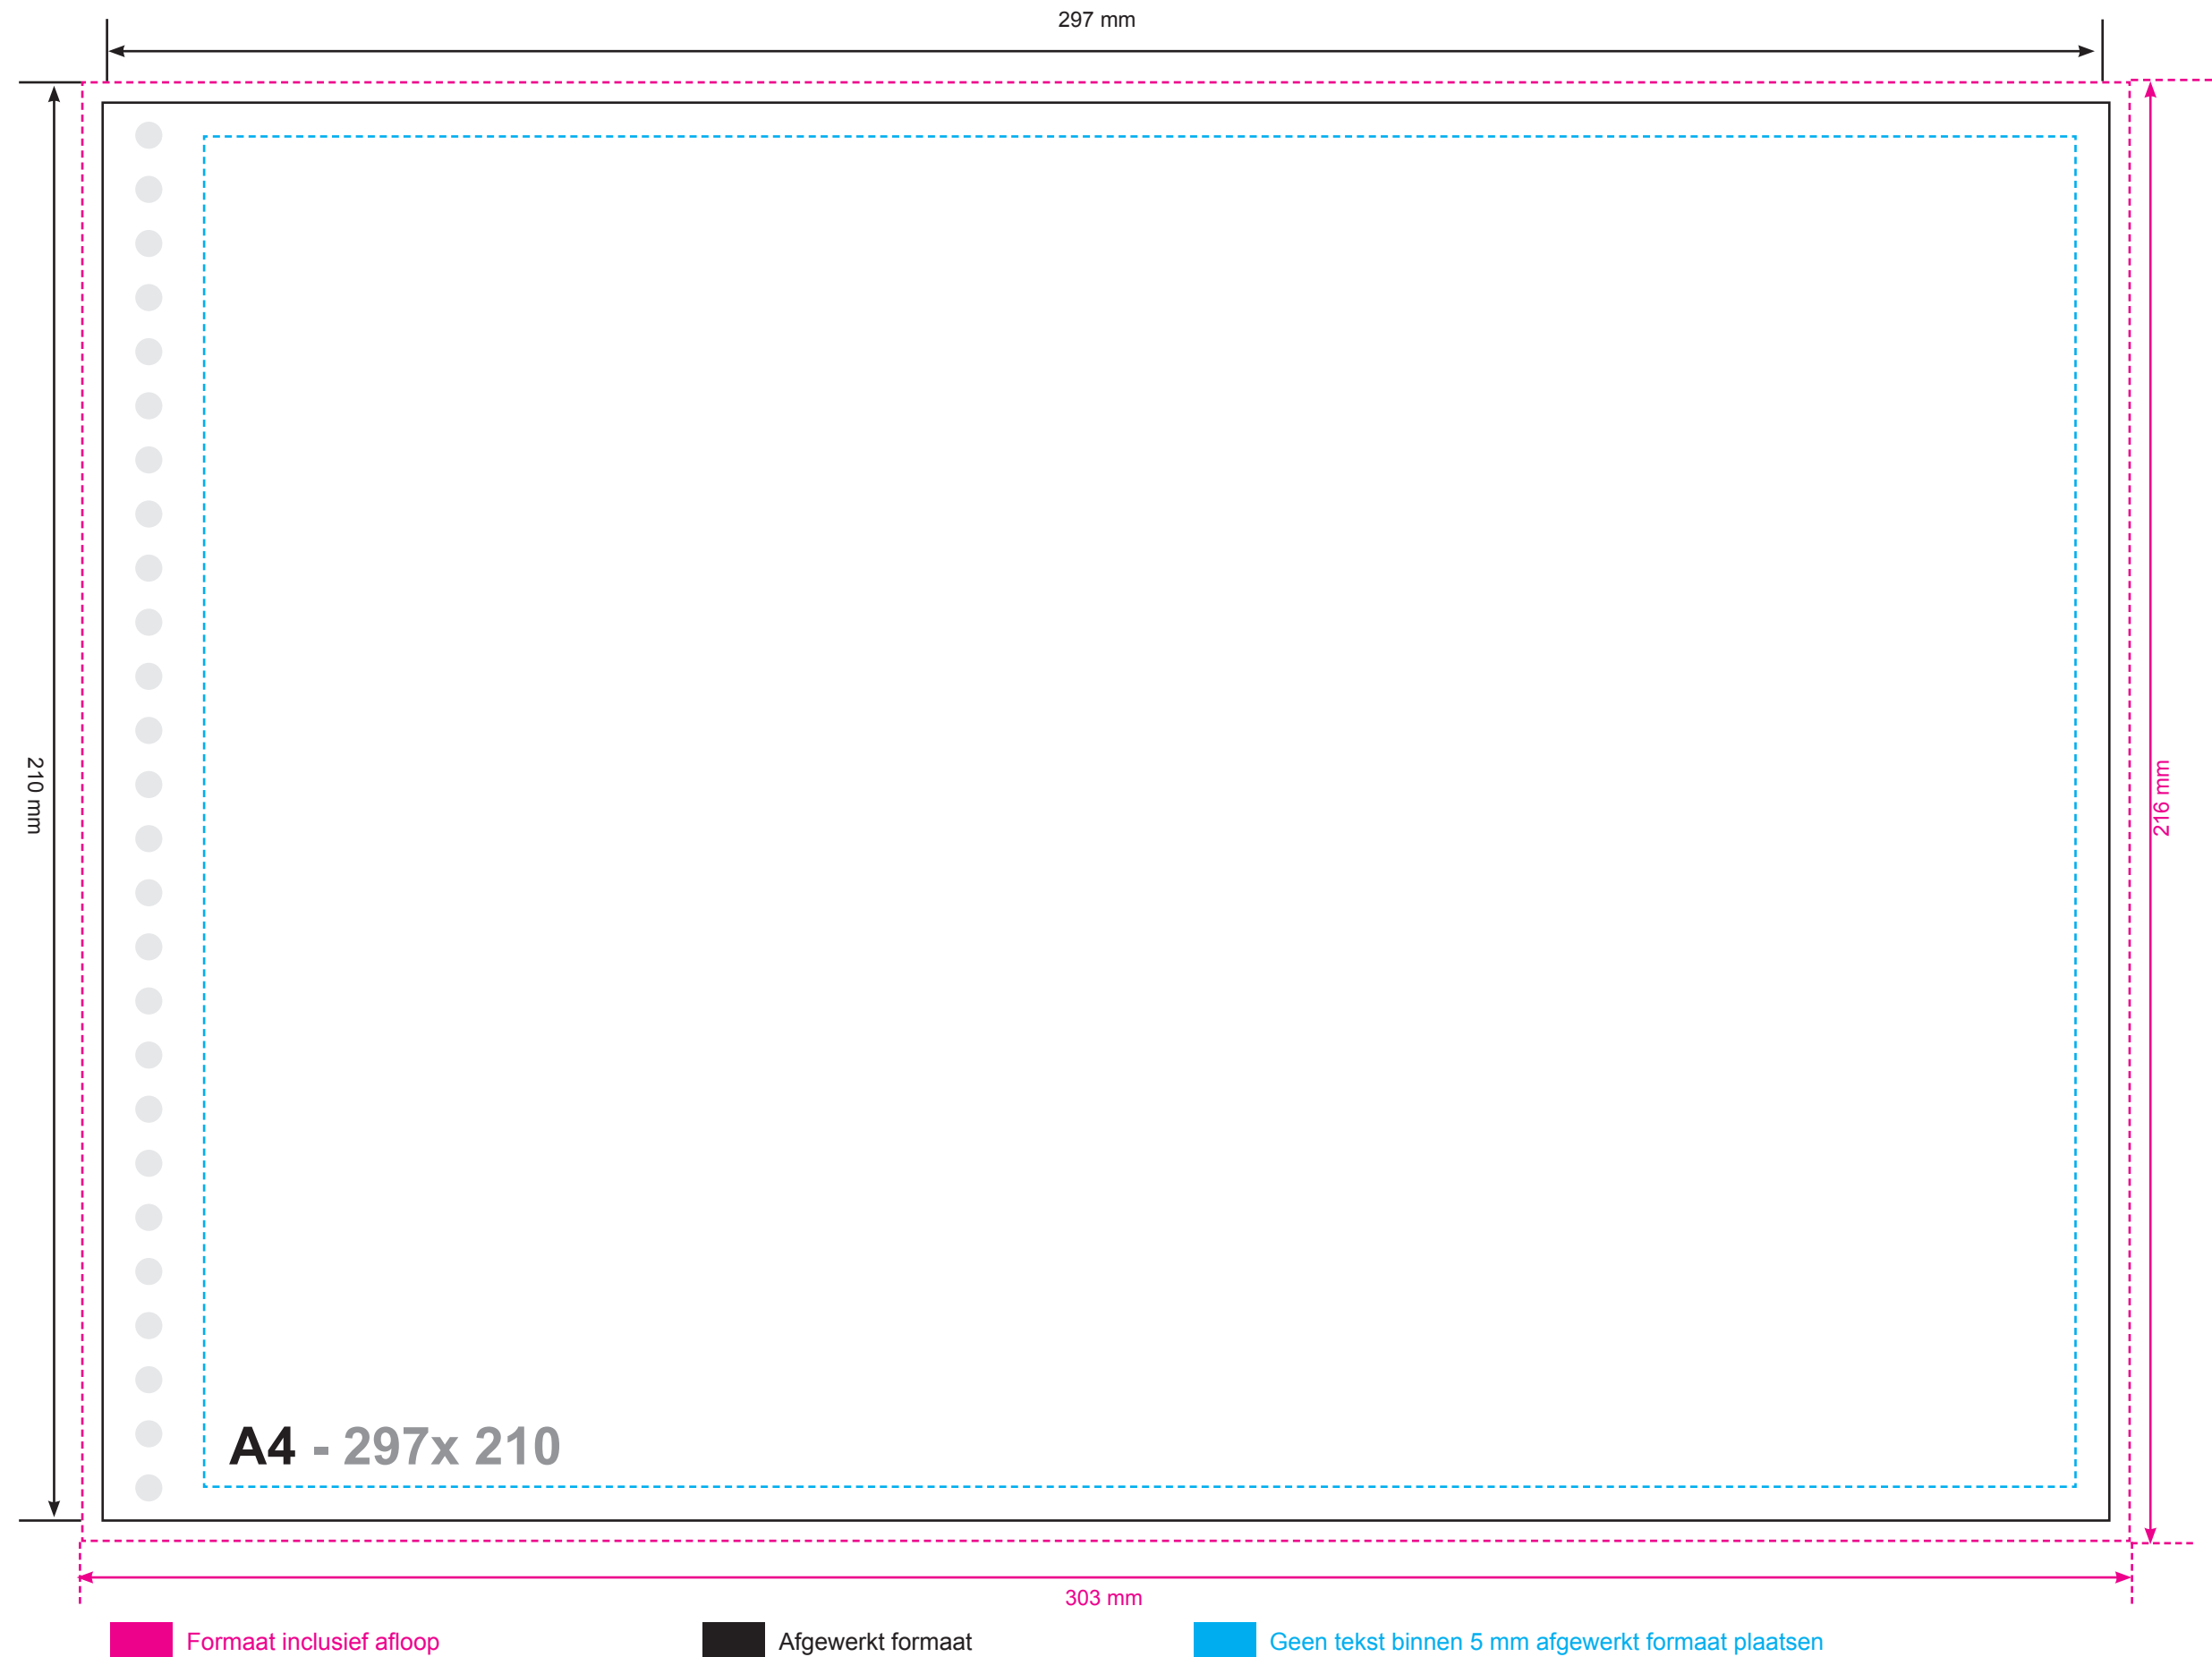 297 mm
210 mm
216 mm
A4 - 297x 210
303 mm
Formaat inclusief afloop
Afgewerkt formaat
Geen tekst binnen 5 mm afgewerkt formaat plaatsen